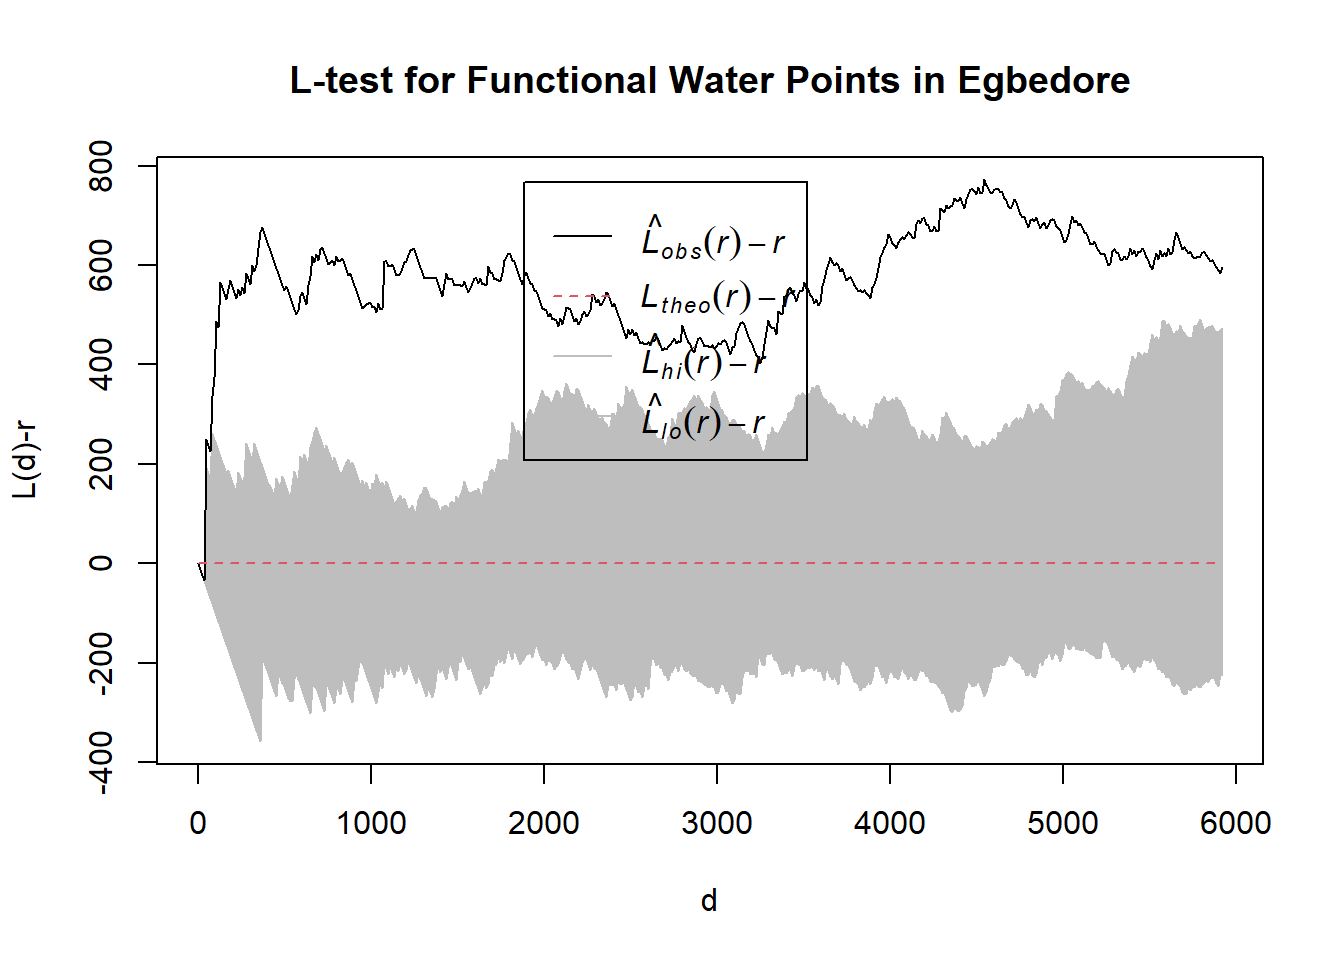 L-test for Functional Water Points in Egbedore
L(d)-r
800
600
400
200
0
-200
-400
L̂obs(r) − r
Ltheo(r) − r
L̂hi(r) − r
L̂lo(r) − r
0 1000 2000 3000 4000 5000 6000
d